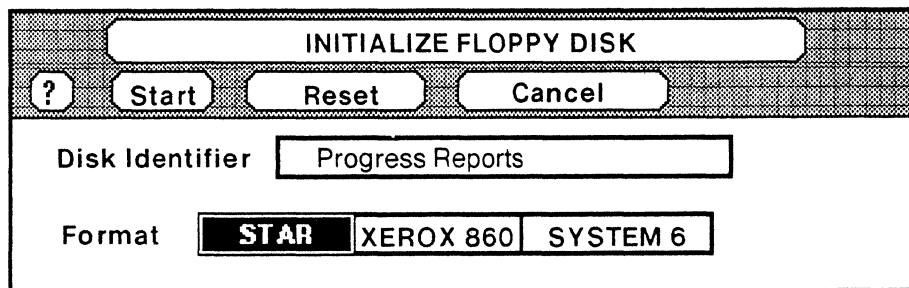 INITIALIZE FLOPPY DISK
? Start Reset Cancel
Disk Identifier Progress Reports
Format STAR XEROX 860 SYSTEM 6